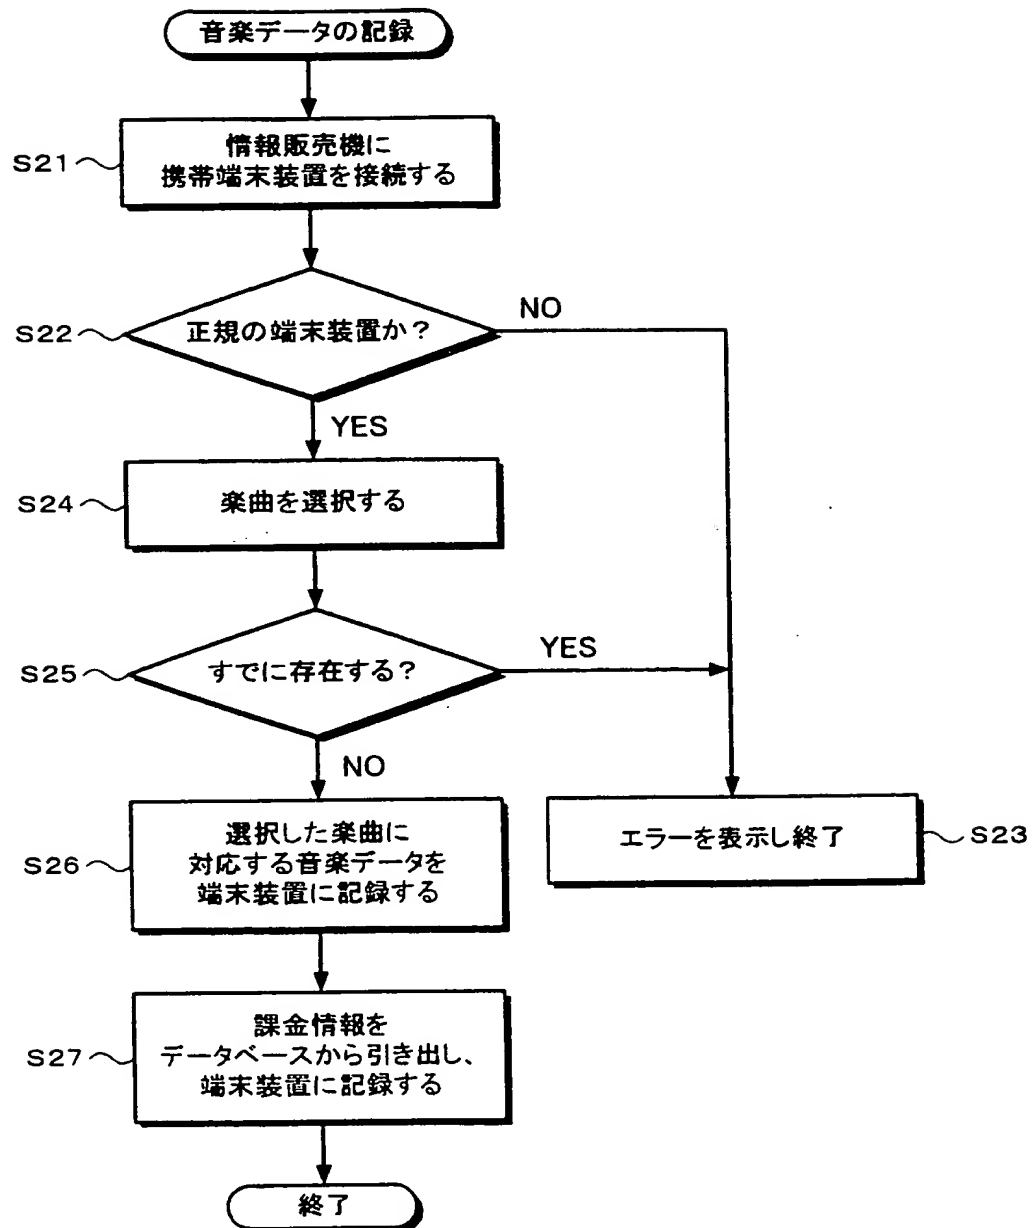 音楽データの記録
S21
情報販売機に
携帯端末装置を接続する
S22
正規の端末装置か？
NO
YES
S24
楽曲を選択する
S25
すでに存在する？
YES
NO
S26
選択した楽曲に
対応する音楽データを
端末装置に記録する
エラーを表示し終了
S23
S27
課金情報を
データベースから引き出し、
端末装置に記録する
終了